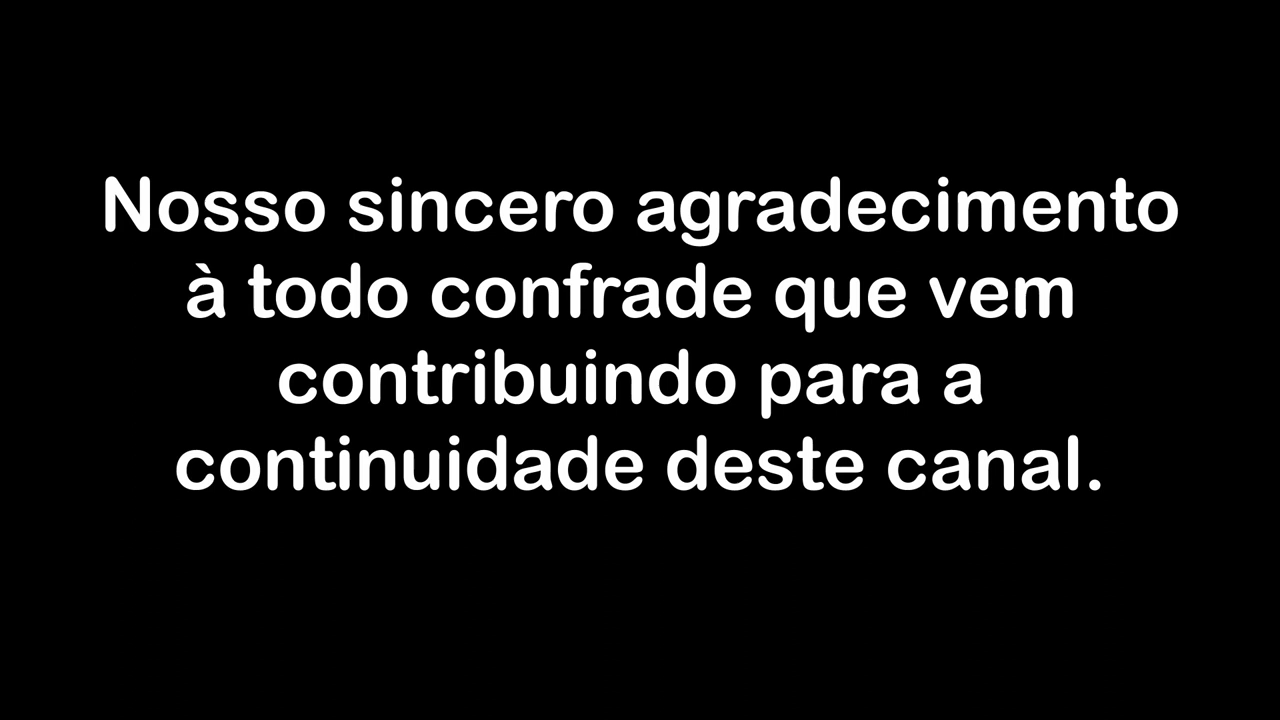 Nosso sincero agradecimento
à todo confrade que vem
contribuindo para a
continuidade deste canal.